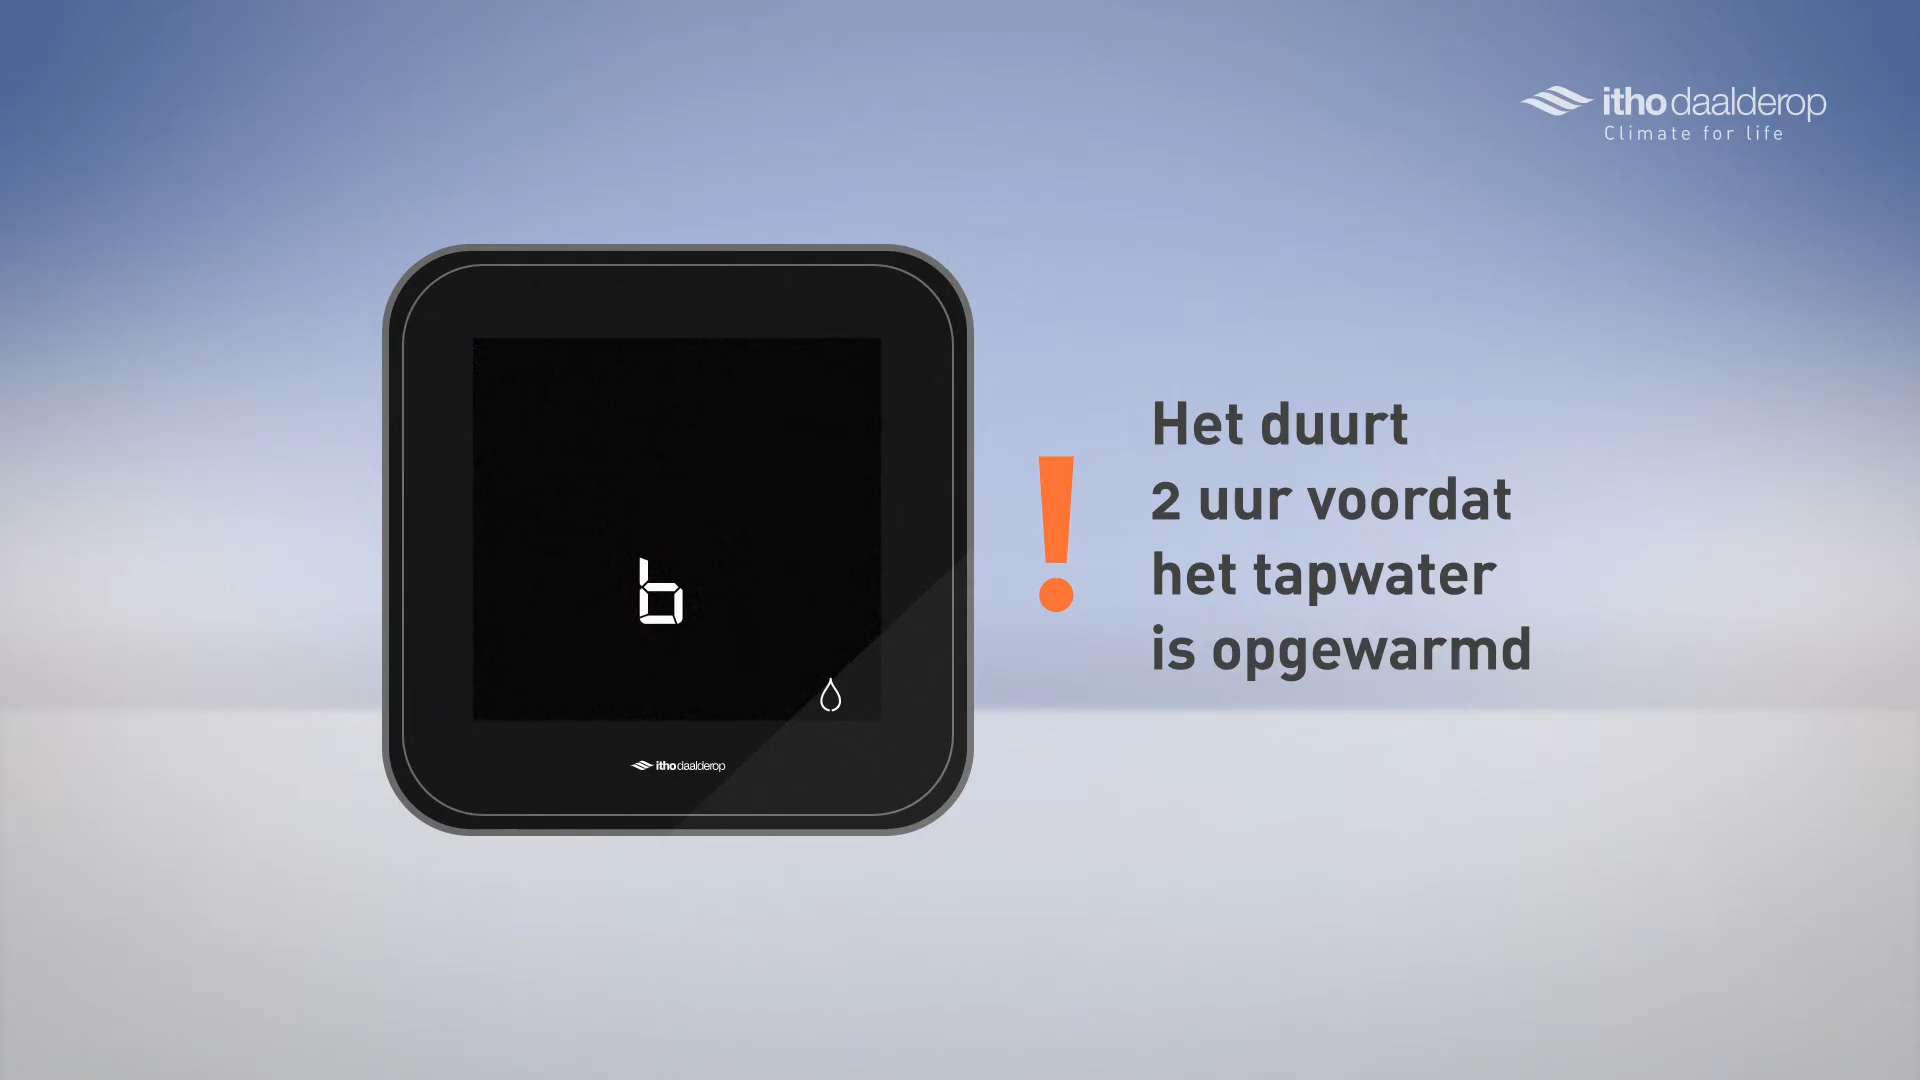 itho daalderop
Climate for life
Het duurt
2 uur voordat
het tapwater
is opgewarmd
b
itho daalderop